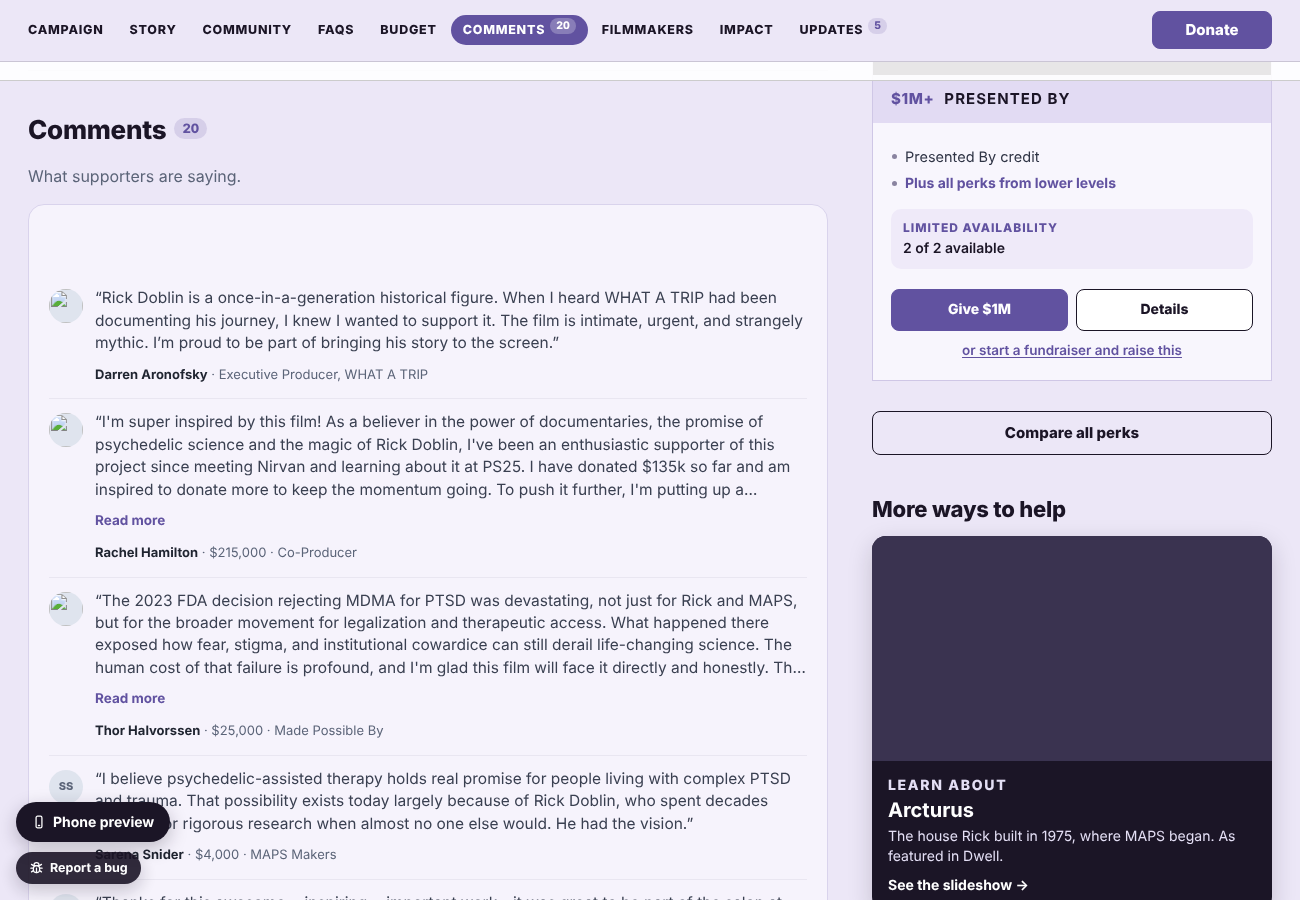 CAMPAIGN STORY COMMUNITY FAQS BUDGET COMMENTS 20 FILMMAKERS IMPACT UPDATES 5 Donate
Comments 20
What supporters are saying.
“Rick Doblin is a once-in-a-generation historical figure. When I heard WHAT A TRIP had been
documenting his journey, I knew I wanted to support it. The film is intimate, urgent, and strangely
mythic. I’m proud to be part of bringing his story to the screen.”
Darren Aronofsky · Executive Producer, WHAT A TRIP
“I'm super inspired by this film! As a believer in the power of documentaries, the promise of
psychedelic science and the magic of Rick Doblin, I've been an enthusiastic supporter of this
project since meeting Nirvan and learning about it at PS25. I have donated $135k so far and am
inspired to donate more to keep the momentum going. To push it further, I'm putting up a…
Read more
Rachel Hamilton · $215,000 · Co-Producer
“The 2023 FDA decision rejecting MDMA for PTSD was devastating, not just for Rick and MAPS,
but for the broader movement for legalization and therapeutic access. What happened there
exposed how fear, stigma, and institutional cowardice can still derail life-changing science. The
human cost of that failure is profound, and I'm glad this film will face it directly and honestly. Th…
Read more
Thor Halvorssen · $25,000 · Made Possible By
SS
“I believe psychedelic-assisted therapy holds real promise for people living with complex PTSD
and trauma. That possibility exists today largely because of Rick Doblin, who spent decades
rigorous research when almost no one else would. He had the vision.”
Sarena Snider · $4,000 · MAPS Makers
Phone preview
Report a bug
$1M+ PRESENTED BY
Presented By credit
Plus all perks from lower levels
LIMITED AVAILABILITY
2 of 2 available
Give $1M
Details
or start a fundraiser and raise this
Compare all perks
More ways to help
LEARN ABOUT
Arcturus
The house Rick built in 1975, where MAPS began. As
featured in Dwell.
See the slideshow →